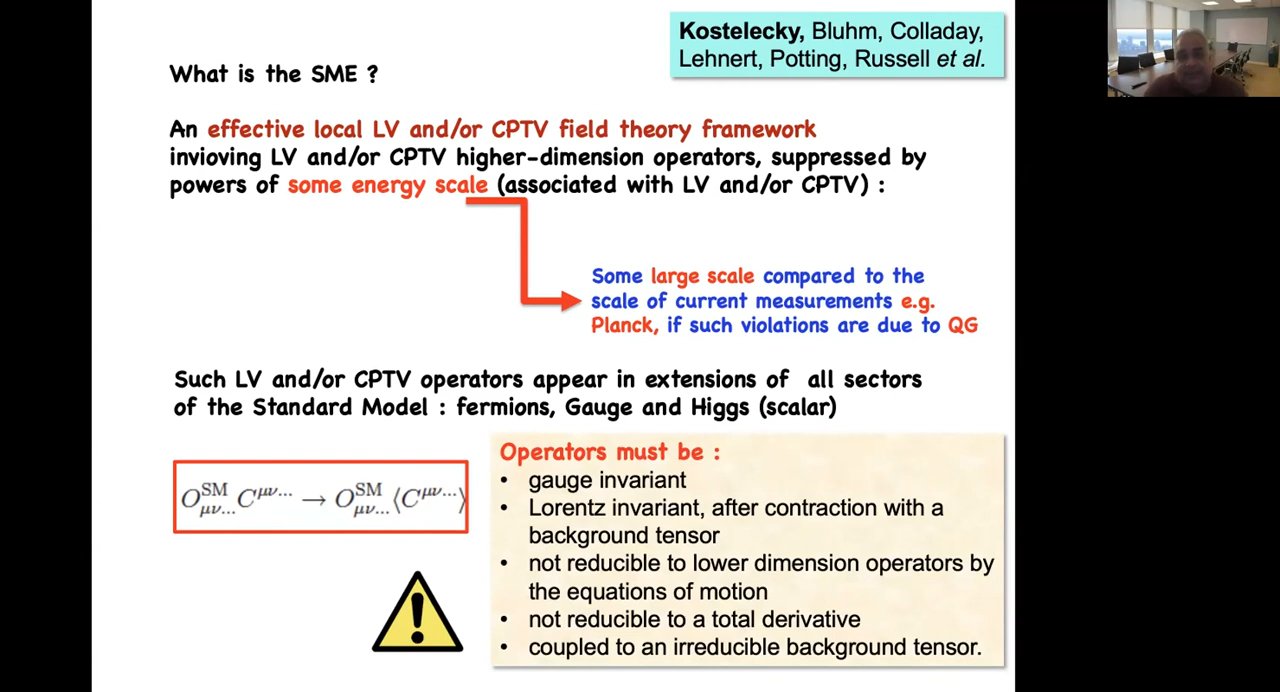 Kostelecky, Bluhm, Colladay,
Lehnert, Potting, Russell et al.
What is the SME ?
An effective local LV and/or CPTV field theory framework
invioving LV and/or CPTV higher-dimension operators, suppressed by
powers of some energy scale (associated with LV and/or CPTV) :
Some large scale compared to the
scale of current measurements e.g.
Planck, if such violations are due to QG
Such LV and/or CPTV operators appear in extensions of all sectors
of the Standard Model : fermions, Gauge and Higgs (scalar)
O^{SM}_{μν...} C^{μν...} → O^{SM}_{μν...} ⟨C^{μν...}⟩
Operators must be :
• gauge invariant
• Lorentz invariant, after contraction with a
background tensor
• not reducible to lower dimension operators by
the equations of motion
• not reducible to a total derivative
• coupled to an irreducible background tensor.